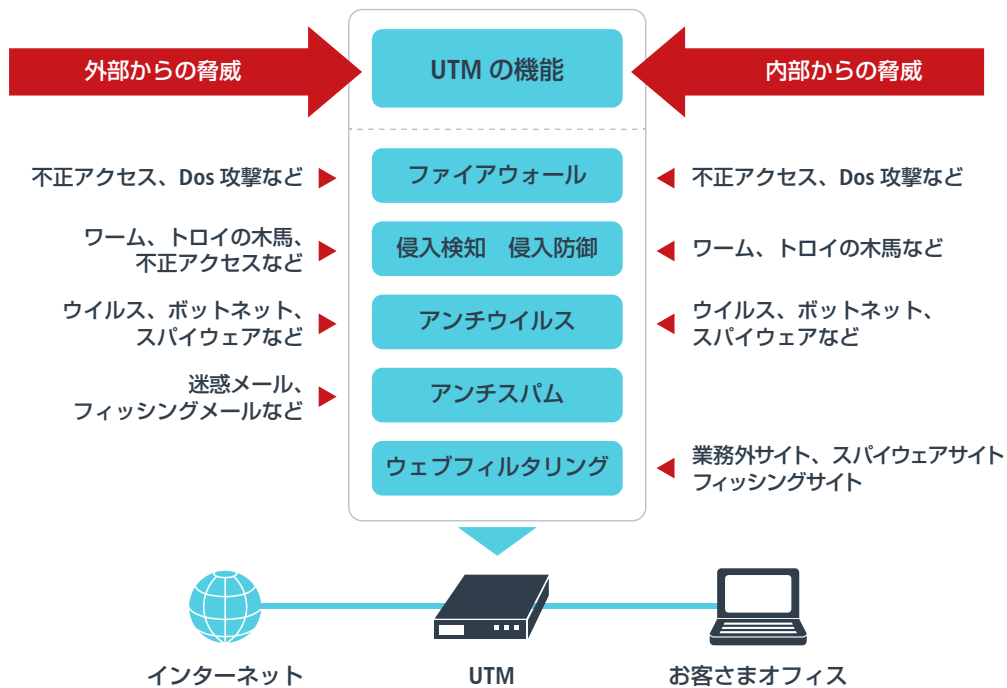 外部からの脅威
UTM の機能
内部からの脅威
不正アクセス、Dos 攻撃など
ファイアウォール
不正アクセス、Dos 攻撃など
ワーム、トロイの木馬、
不正アクセスなど
侵入検知　侵入防御
ワーム、トロイの木馬など
ウイルス、ボットネット、
スパイウェアなど
アンチウイルス
ウイルス、ボットネット、
スパイウェアなど
迷惑メール、
フィッシングメールなど
アンチスパム
ウェブフィルタリング
業務外サイト、スパイウェアサイト
フィッシングサイト
インターネット
UTM
お客さまオフィス